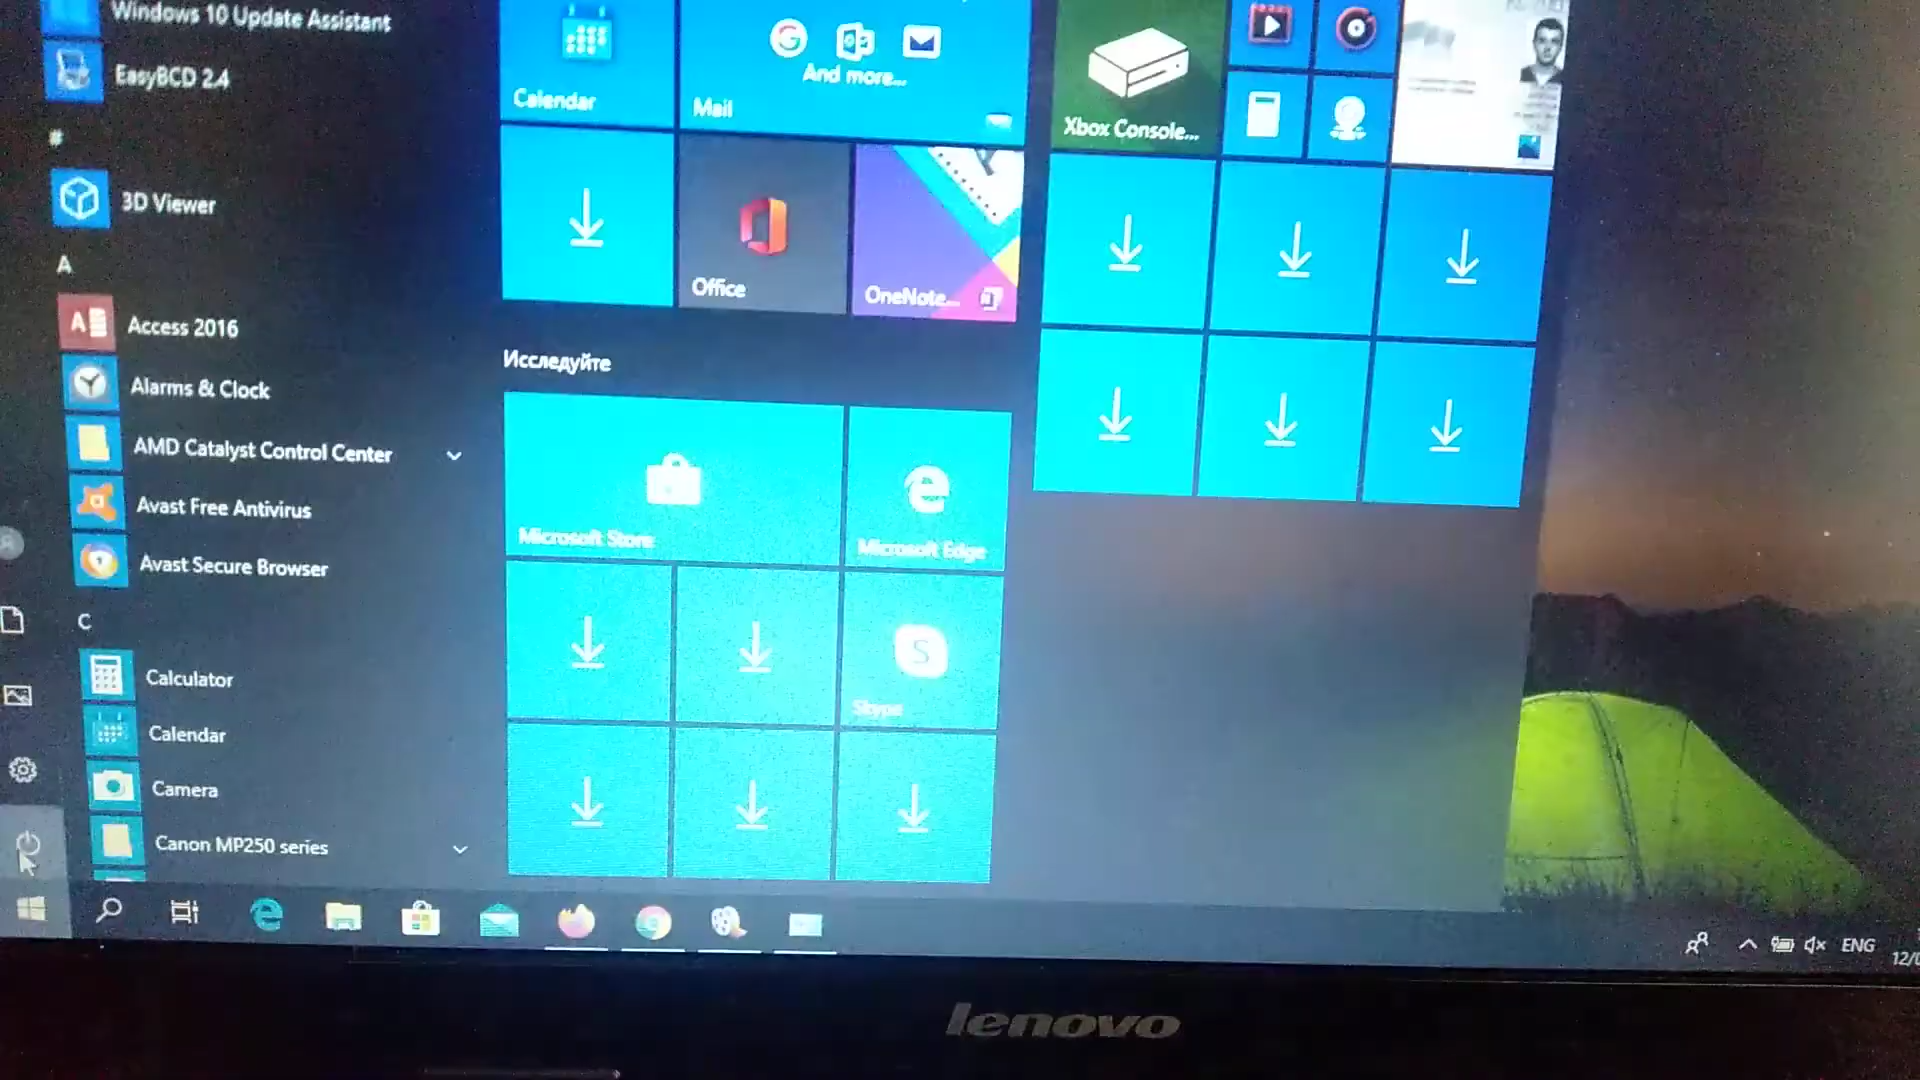 Windows 10 Update Assistant
EasyBCD 2.4
#
3D Viewer
A
Access 2016
Alarms & Clock
AMD Catalyst Control Center
Avast Free Antivirus
Avast Secure Browser
C
Calculator
Calendar
Camera
Canon MP250 series
Calendar
And more...
Mail
Office
OneNote...
Xbox Console...
Исследуйте
Microsoft Store
Microsoft Edge
Skype
ENG
12/0
lenovo